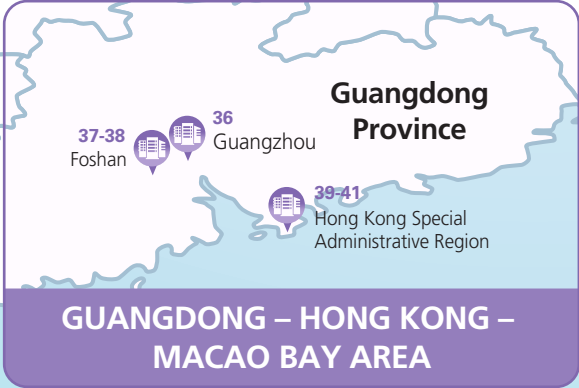 Guangdong
Province
36
Guangzhou
37-38
Foshan
39-41
Hong Kong Special
Administrative Region
GUANGDONG – HONG KONG –
MACAO BAY AREA